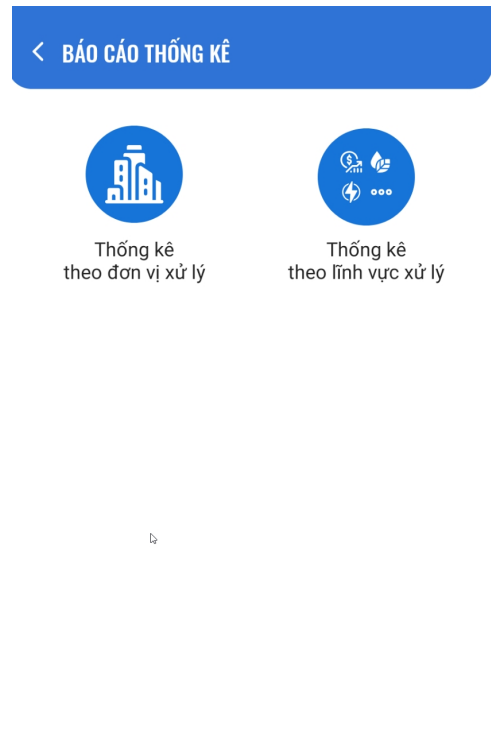 BÁO CÁO THỐNG KÊ
Thống kê
theo đơn vị xử lý
Thống kê
theo lĩnh vực xử lý